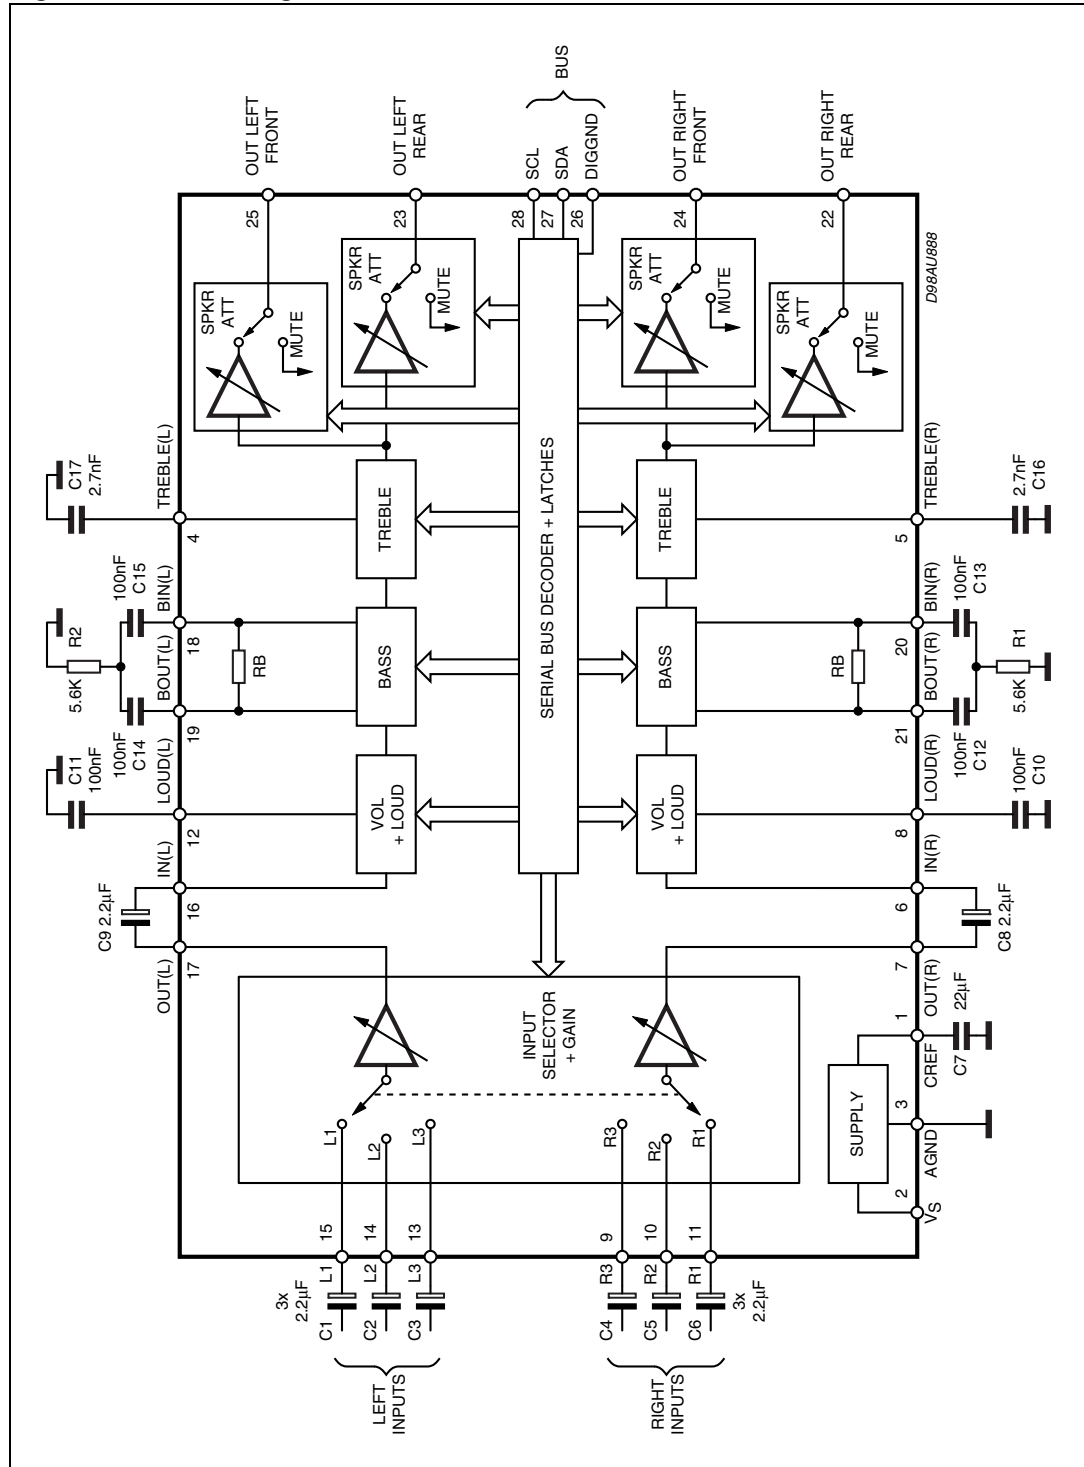 C17
2.7nF
TREBLE(L)
4
R2
5.6K
100nF
C15
BIN(L)
18
BOUT(L)
19
100nF
C14
C11
100nF
LOUD(L)
12
IN(L)
16
C9 2.2µF
OUT(L)
17
OUT LEFT
FRONT
25
OUT LEFT
REAR
23
SCL
SDA
DIGGND
BUS
28
27
26
OUT RIGHT
FRONT
24
OUT RIGHT
REAR
22
D98AU888
SPKR
ATT
MUTE
SPKR
ATT
MUTE
SPKR
ATT
MUTE
SPKR
ATT
MUTE
TREBLE
BASS
RB
VOL
+ LOUD
SERIAL BUS DECODER + LATCHES
TREBLE
BASS
RB
VOL
+ LOUD
INPUT
SELECTOR
+ GAIN
L1
L2
L3
R3
R2
R1
SUPPLY
TREBLE(R)
5
2.7nF
C16
BIN(R)
20
BOUT(R)
21
100nF
C13
R1
5.6K
100nF
C12
LOUD(R)
8
100nF
C10
IN(R)
6
C8 2.2µF
OUT(R)
7
1
CREF
C7
22µF
3
AGND
2
VS
15
14
13
9
10
11
L1
L2
L3
R3
R2
R1
3x
2.2µF
C1
C2
C3
C4
C5
C6
3x
2.2µF
LEFT
INPUTS
RIGHT
INPUTS